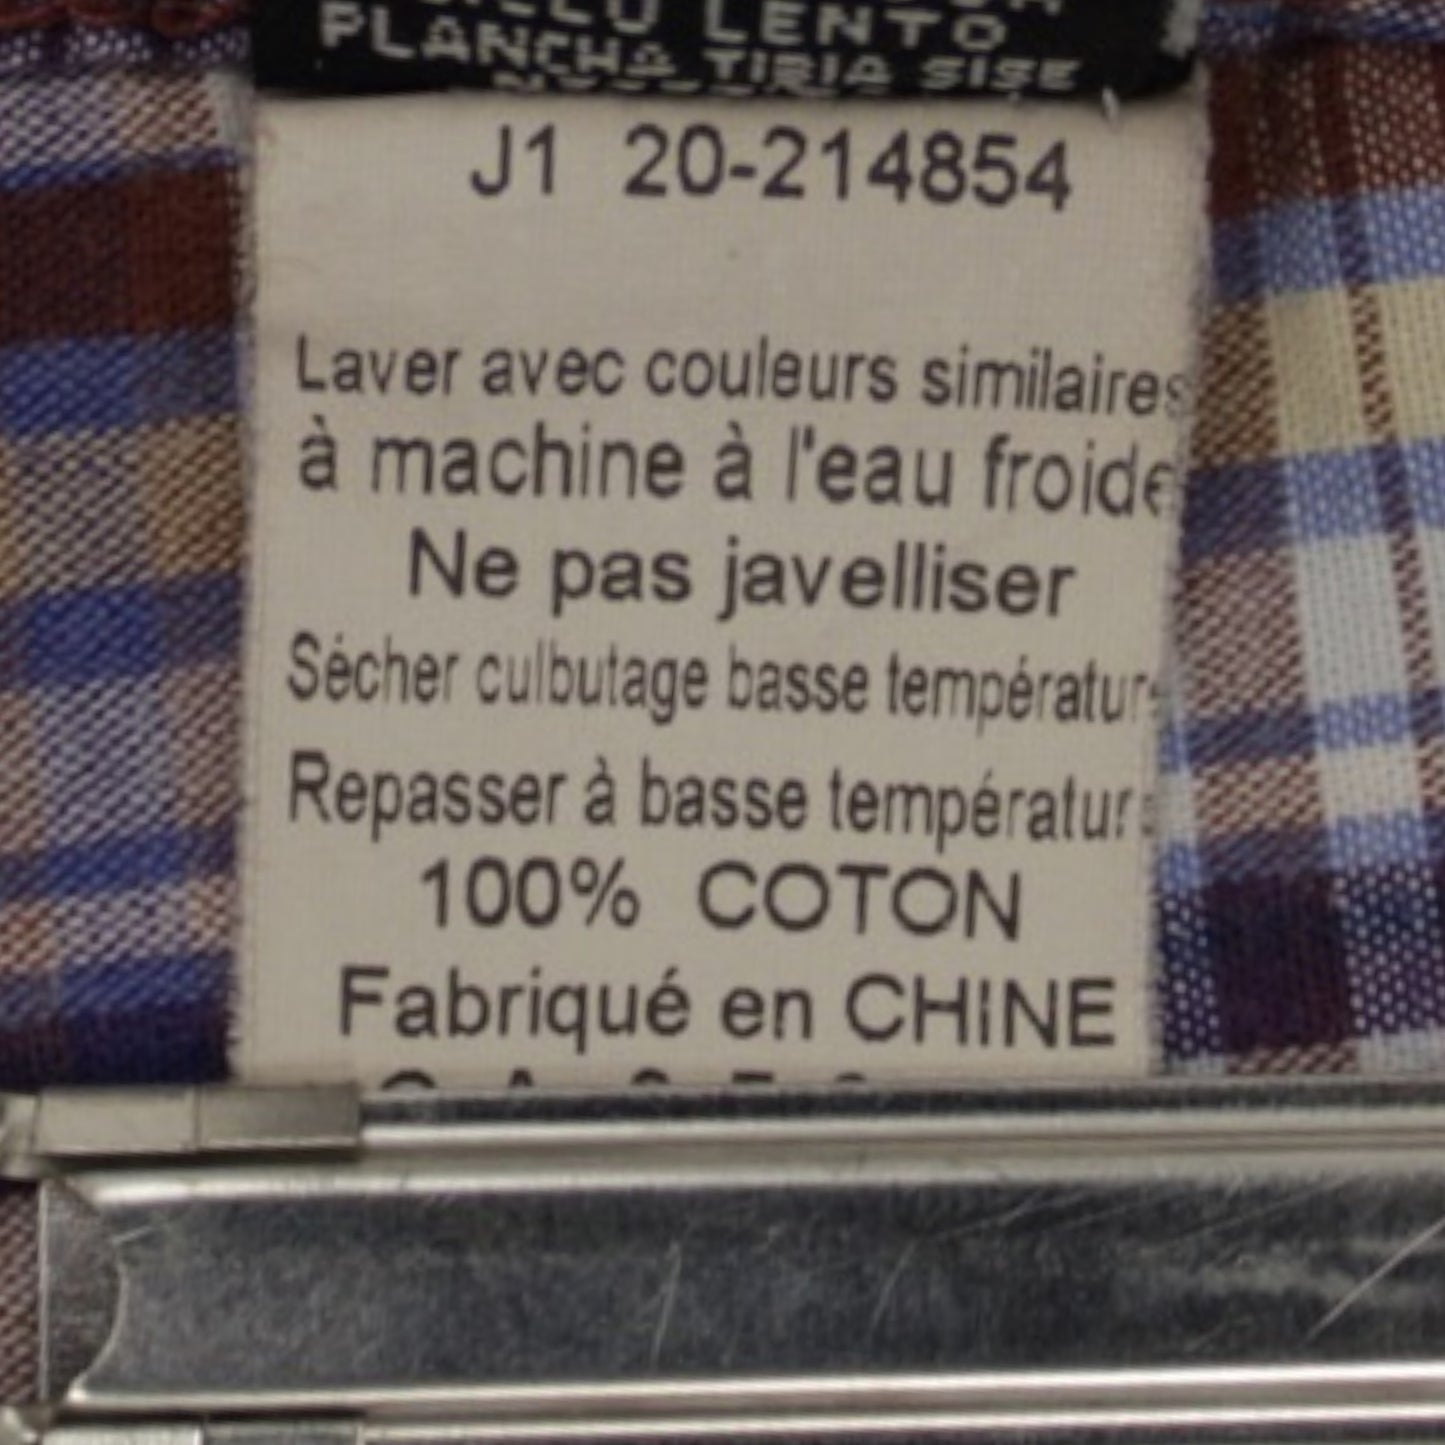 LENTO
PLANCHA TIBIA SISE
J1 20-214854
Laver avec couleurs similaires
à machine à l'eau froide
Ne pas javelliser
Sécher culbutage basse températur
Repasser à basse températur
100% COTON
Fabriqué en CHINE